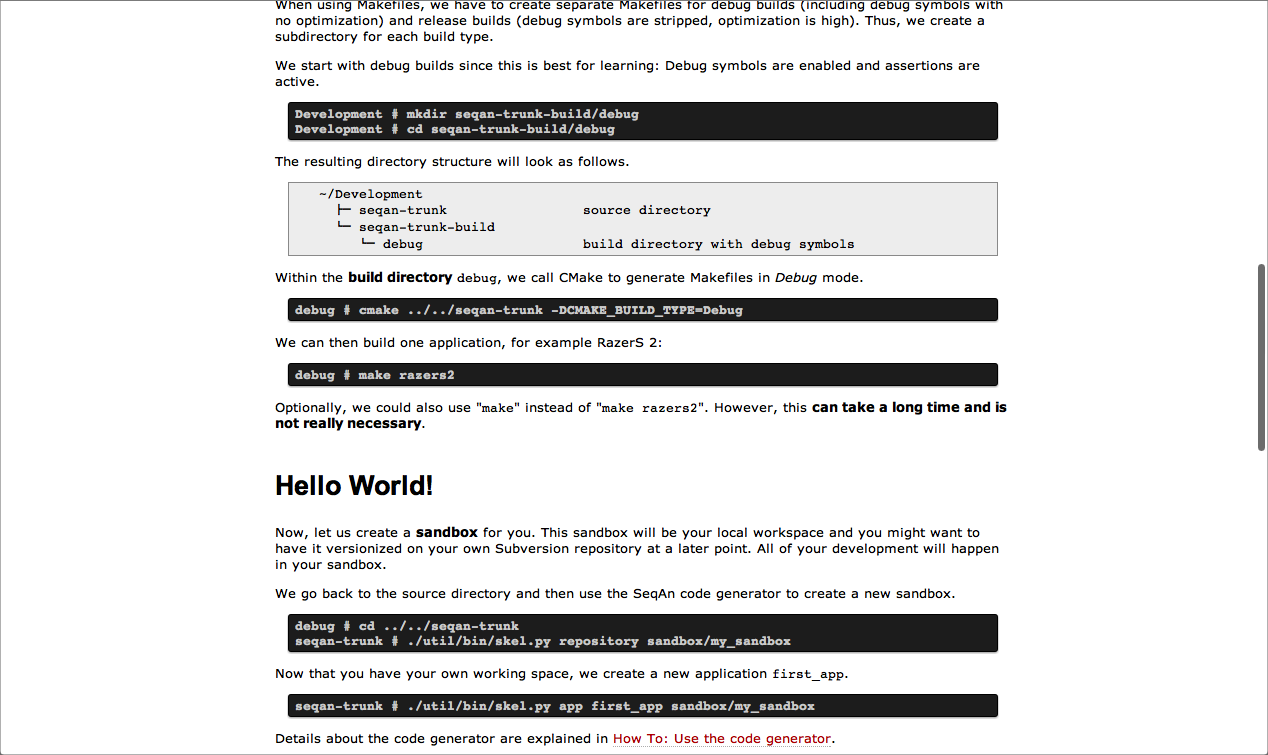 When using Makefiles, we have to create separate Makefiles for debug builds (including debug symbols with
no optimization) and release builds (debug symbols are stripped, optimization is high). Thus, we create a
subdirectory for each build type.
We start with debug builds since this is best for learning: Debug symbols are enabled and assertions are
active.
Development # mkdir seqan-trunk-build/debug
Development # cd seqan-trunk-build/debug
The resulting directory structure will look as follows.
~/Development
├─ seqan-trunk source directory
└─ seqan-trunk-build
└─ debug build directory with debug symbols
Within the build directory debug, we call CMake to generate Makefiles in Debug mode.
debug # cmake ../../seqan-trunk -DCMAKE_BUILD_TYPE=Debug
We can then build one application, for example RazerS 2:
debug # make razers2
Optionally, we could also use "make" instead of "make razers2". However, this can take a long time and is
not really necessary.
Hello World!
Now, let us create a sandbox for you. This sandbox will be your local workspace and you might want to
have it versionized on your own Subversion repository at a later point. All of your development will happen
in your sandbox.
We go back to the source directory and then use the SeqAn code generator to create a new sandbox.
debug # cd ../../seqan-trunk
seqan-trunk # ./util/bin/skel.py repository sandbox/my_sandbox
Now that you have your own working space, we create a new application first_app.
seqan-trunk # ./util/bin/skel.py app first_app sandbox/my_sandbox
Details about the code generator are explained in How To: Use the code generator.